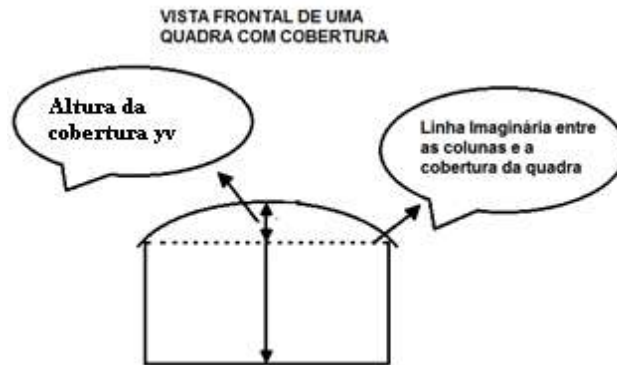 VISTA FRONTAL DE UMA
QUADRA COM COBERTURA
Altura da
cobertura yv
Linha Imaginária entre
as colunas e a
cobertura da quadra